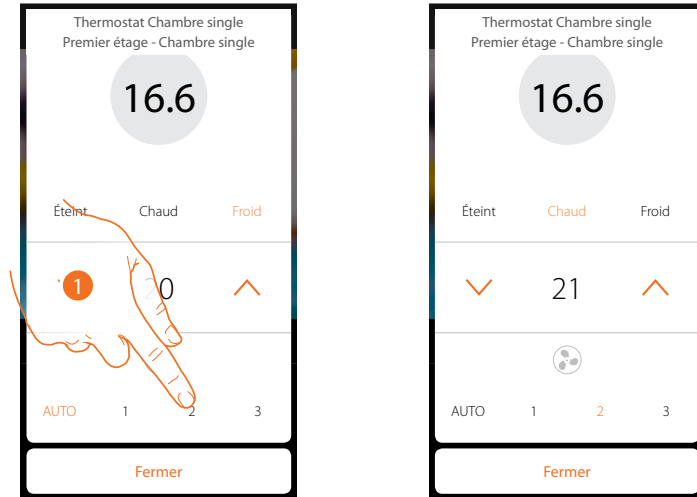 Thermostat Chambre single
Premier étage - Chambre single
16.6
Éteint Chaud Froid
1 20
AUTO 1 2 3
Fermer
Thermostat Chambre single
Premier étage - Chambre single
16.6
Éteint Chaud Froid
21
AUTO 1 2 3
Fermer